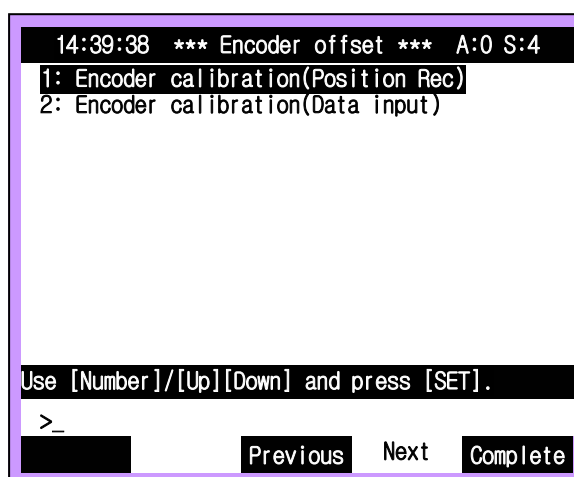 14:39:38 *** Encoder offset *** A:0 S:4
1: Encoder calibration(Position Rec)
2: Encoder calibration(Data input)
Use [Number]/[Up][Down] and press [SET].
>_
Previous Next Complete